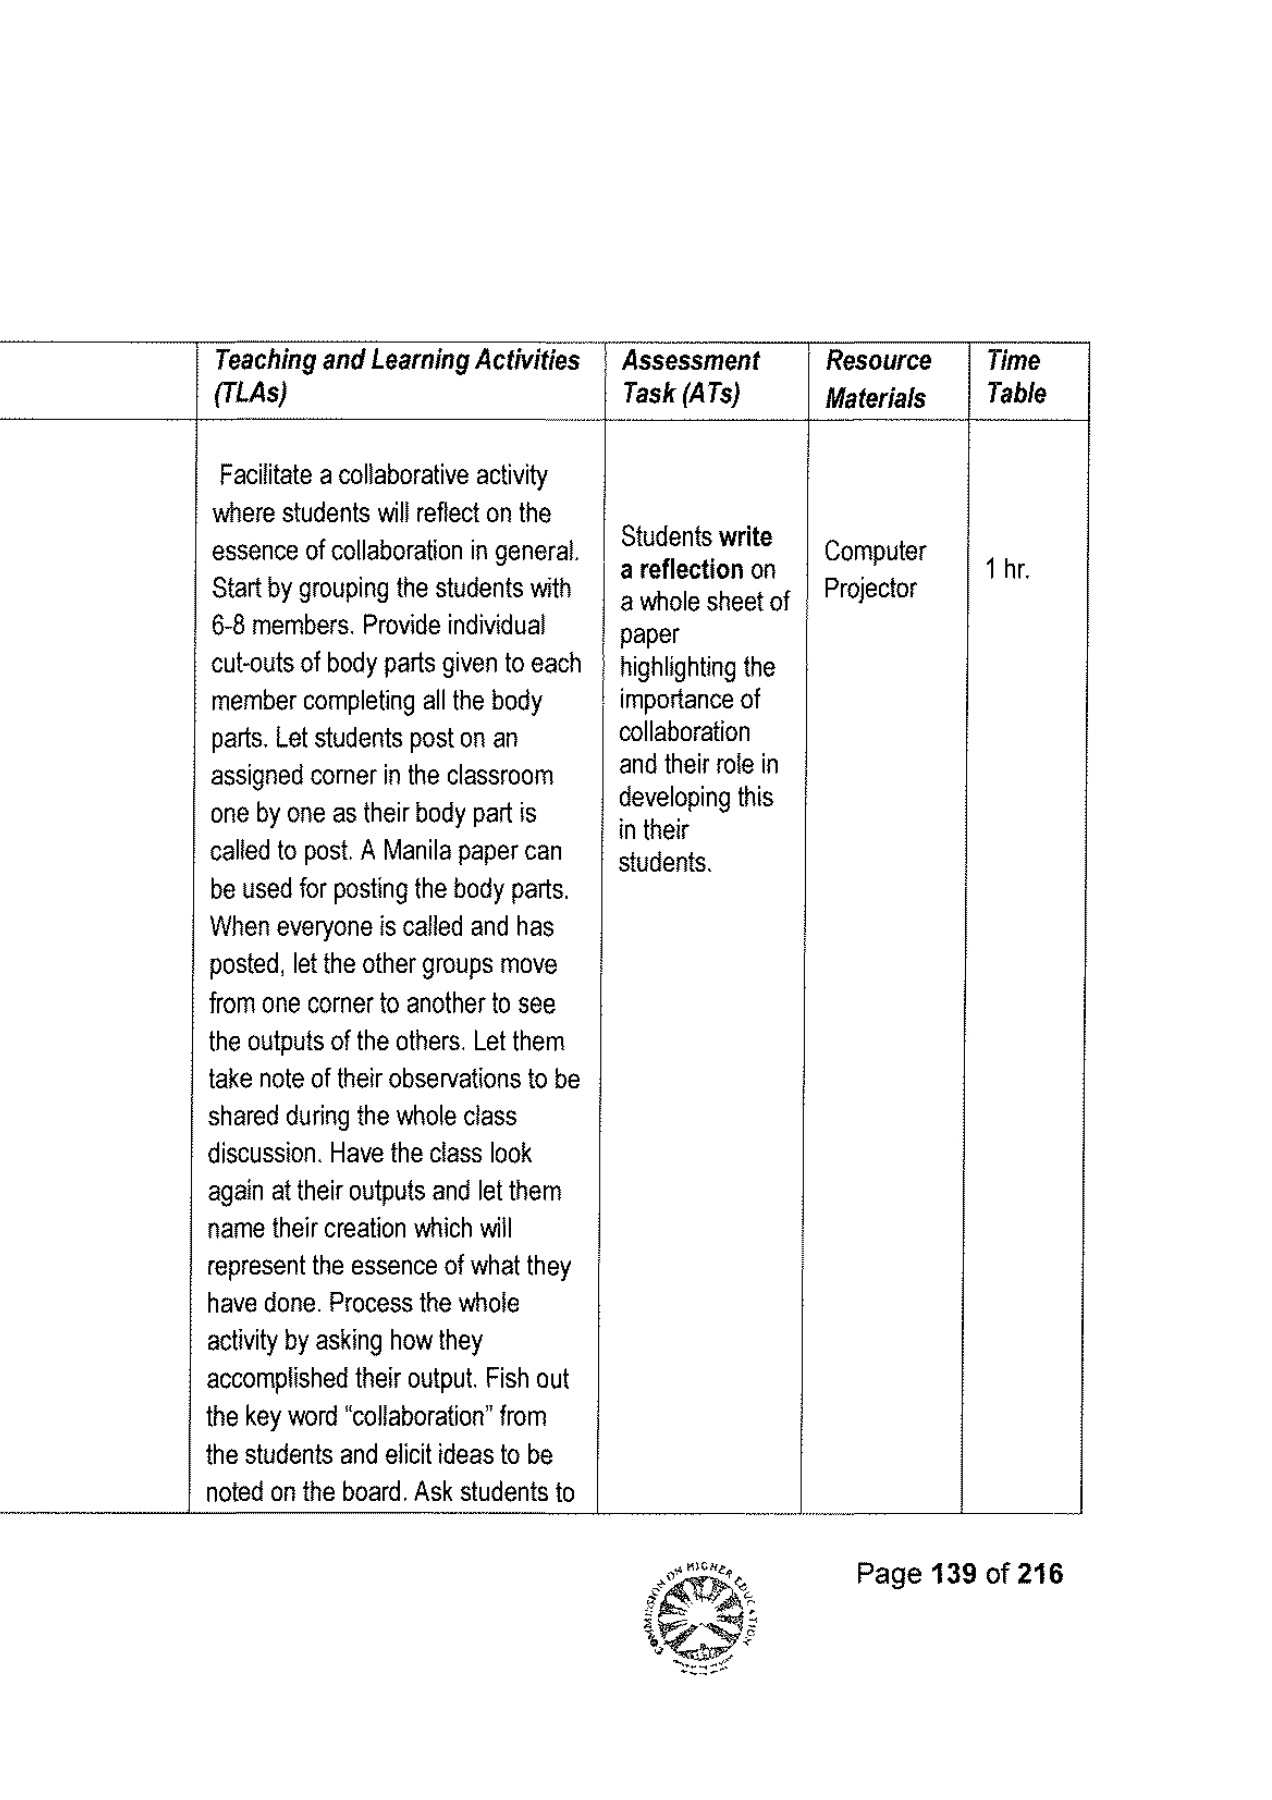 Teaching and Learning Activities
(TLAs)
Assessment
Task (ATs)
Resource
Materials
Time
Table
Facilitate a collaborative activity
where students will reflect on the
essence of collaboration in general.
Start by grouping the students with
6-8 members. Provide individual
cut-outs of body parts given to each
member completing all the body
parts. Let students post on an
assigned corner in the classroom
one by one as their body part is
called to post. A Manila paper can
be used for posting the body parts.
When everyone is called and has
posted, let the other groups move
from one corner to another to see
the outputs of the others. Let them
take note of their observations to be
shared during the whole class
discussion. Have the class look
again at their outputs and let them
name their creation which will
represent the essence of what they
have done. Process the whole
activity by asking how they
accomplished their output. Fish out
the key word “collaboration” from
the students and elicit ideas to be
noted on the board. Ask students to
Students write
a reflection on
a whole sheet of
paper
highlighting the
importance of
collaboration
and their role in
developing this
in their
students.
Computer
Projector
1 hr.
COMMISSION ON HIGHER EDUCATION
Page 139 of 216